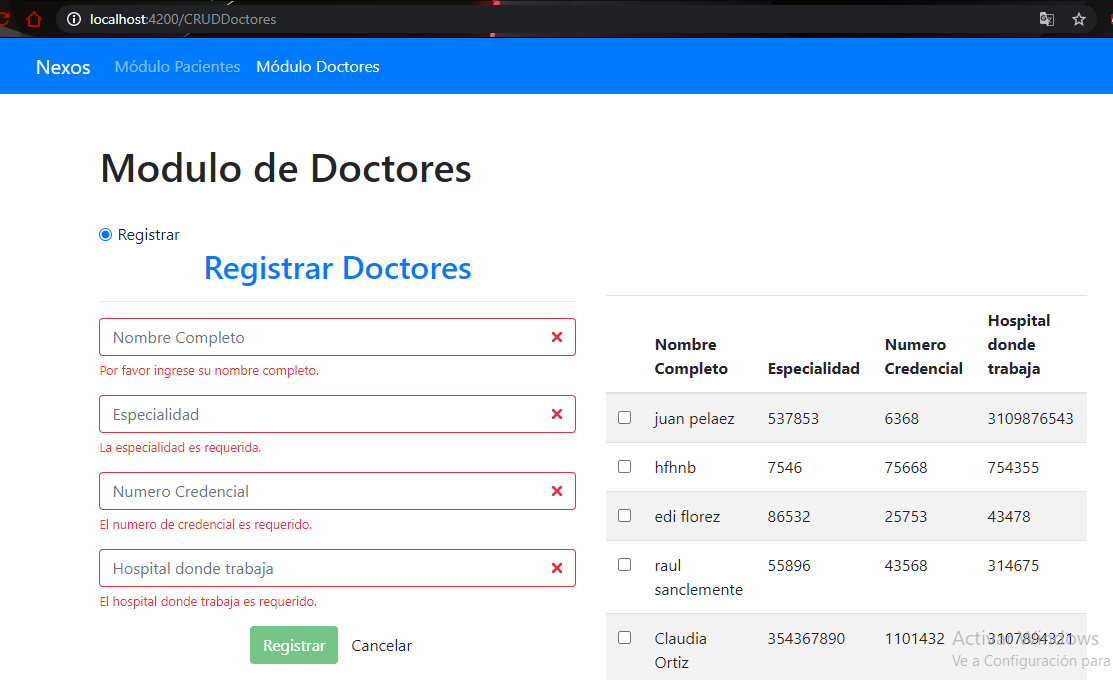 localhost:4200/CRUDDoctores
Nexos Módulo Pacientes Módulo Doctores
Modulo de Doctores
Registrar
Registrar Doctores
Nombre Completo
Por favor ingrese su nombre completo.
Especialidad
La especialidad es requerida.
Numero Credencial
El numero de credencial es requerido.
Hospital donde trabaja
El hospital donde trabaja es requerido.
Registrar Cancelar
Nombre Completo Especialidad Numero Credencial Hospital donde trabaja
juan pelaez 537853 6368 3109876543
hfhnb 7546 75668 754355
edi florez 86532 25753 43478
raul sanclemente 55896 43568 314675
Claudia Ortiz 354367890 1101432 3107894321
Activar Windows
Ve a Configuración para